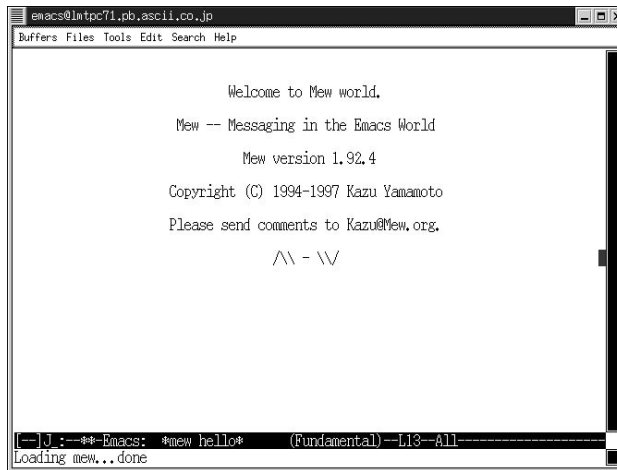 emacs@lmtpc71.pb.ascii.co.jp
Buffers Files Tools Edit Search Help
Welcome to Mew world.
Mew -- Messaging in the Emacs World
Mew version 1.92.4
Copyright (C) 1994-1997 Kazu Yamamoto
Please send comments to Kazu@Mew.org.
/\\ - \\/
[--]J_:--**-Emacs:  *mew hello*      (Fundamental)--L13--All--------------------
Loading mew...done